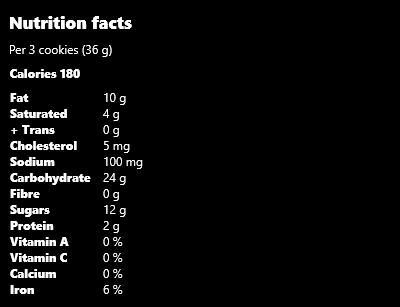 Nutrition facts
Per 3 cookies (36 g)
Calories 180
Fat 10 g
Saturated 4 g
+ Trans 0 g
Cholesterol 5 mg
Sodium 100 mg
Carbohydrate 24 g
Fibre 0 g
Sugars 12 g
Protein 2 g
Vitamin A 0 %
Vitamin C 0 %
Calcium 0 %
Iron 6 %